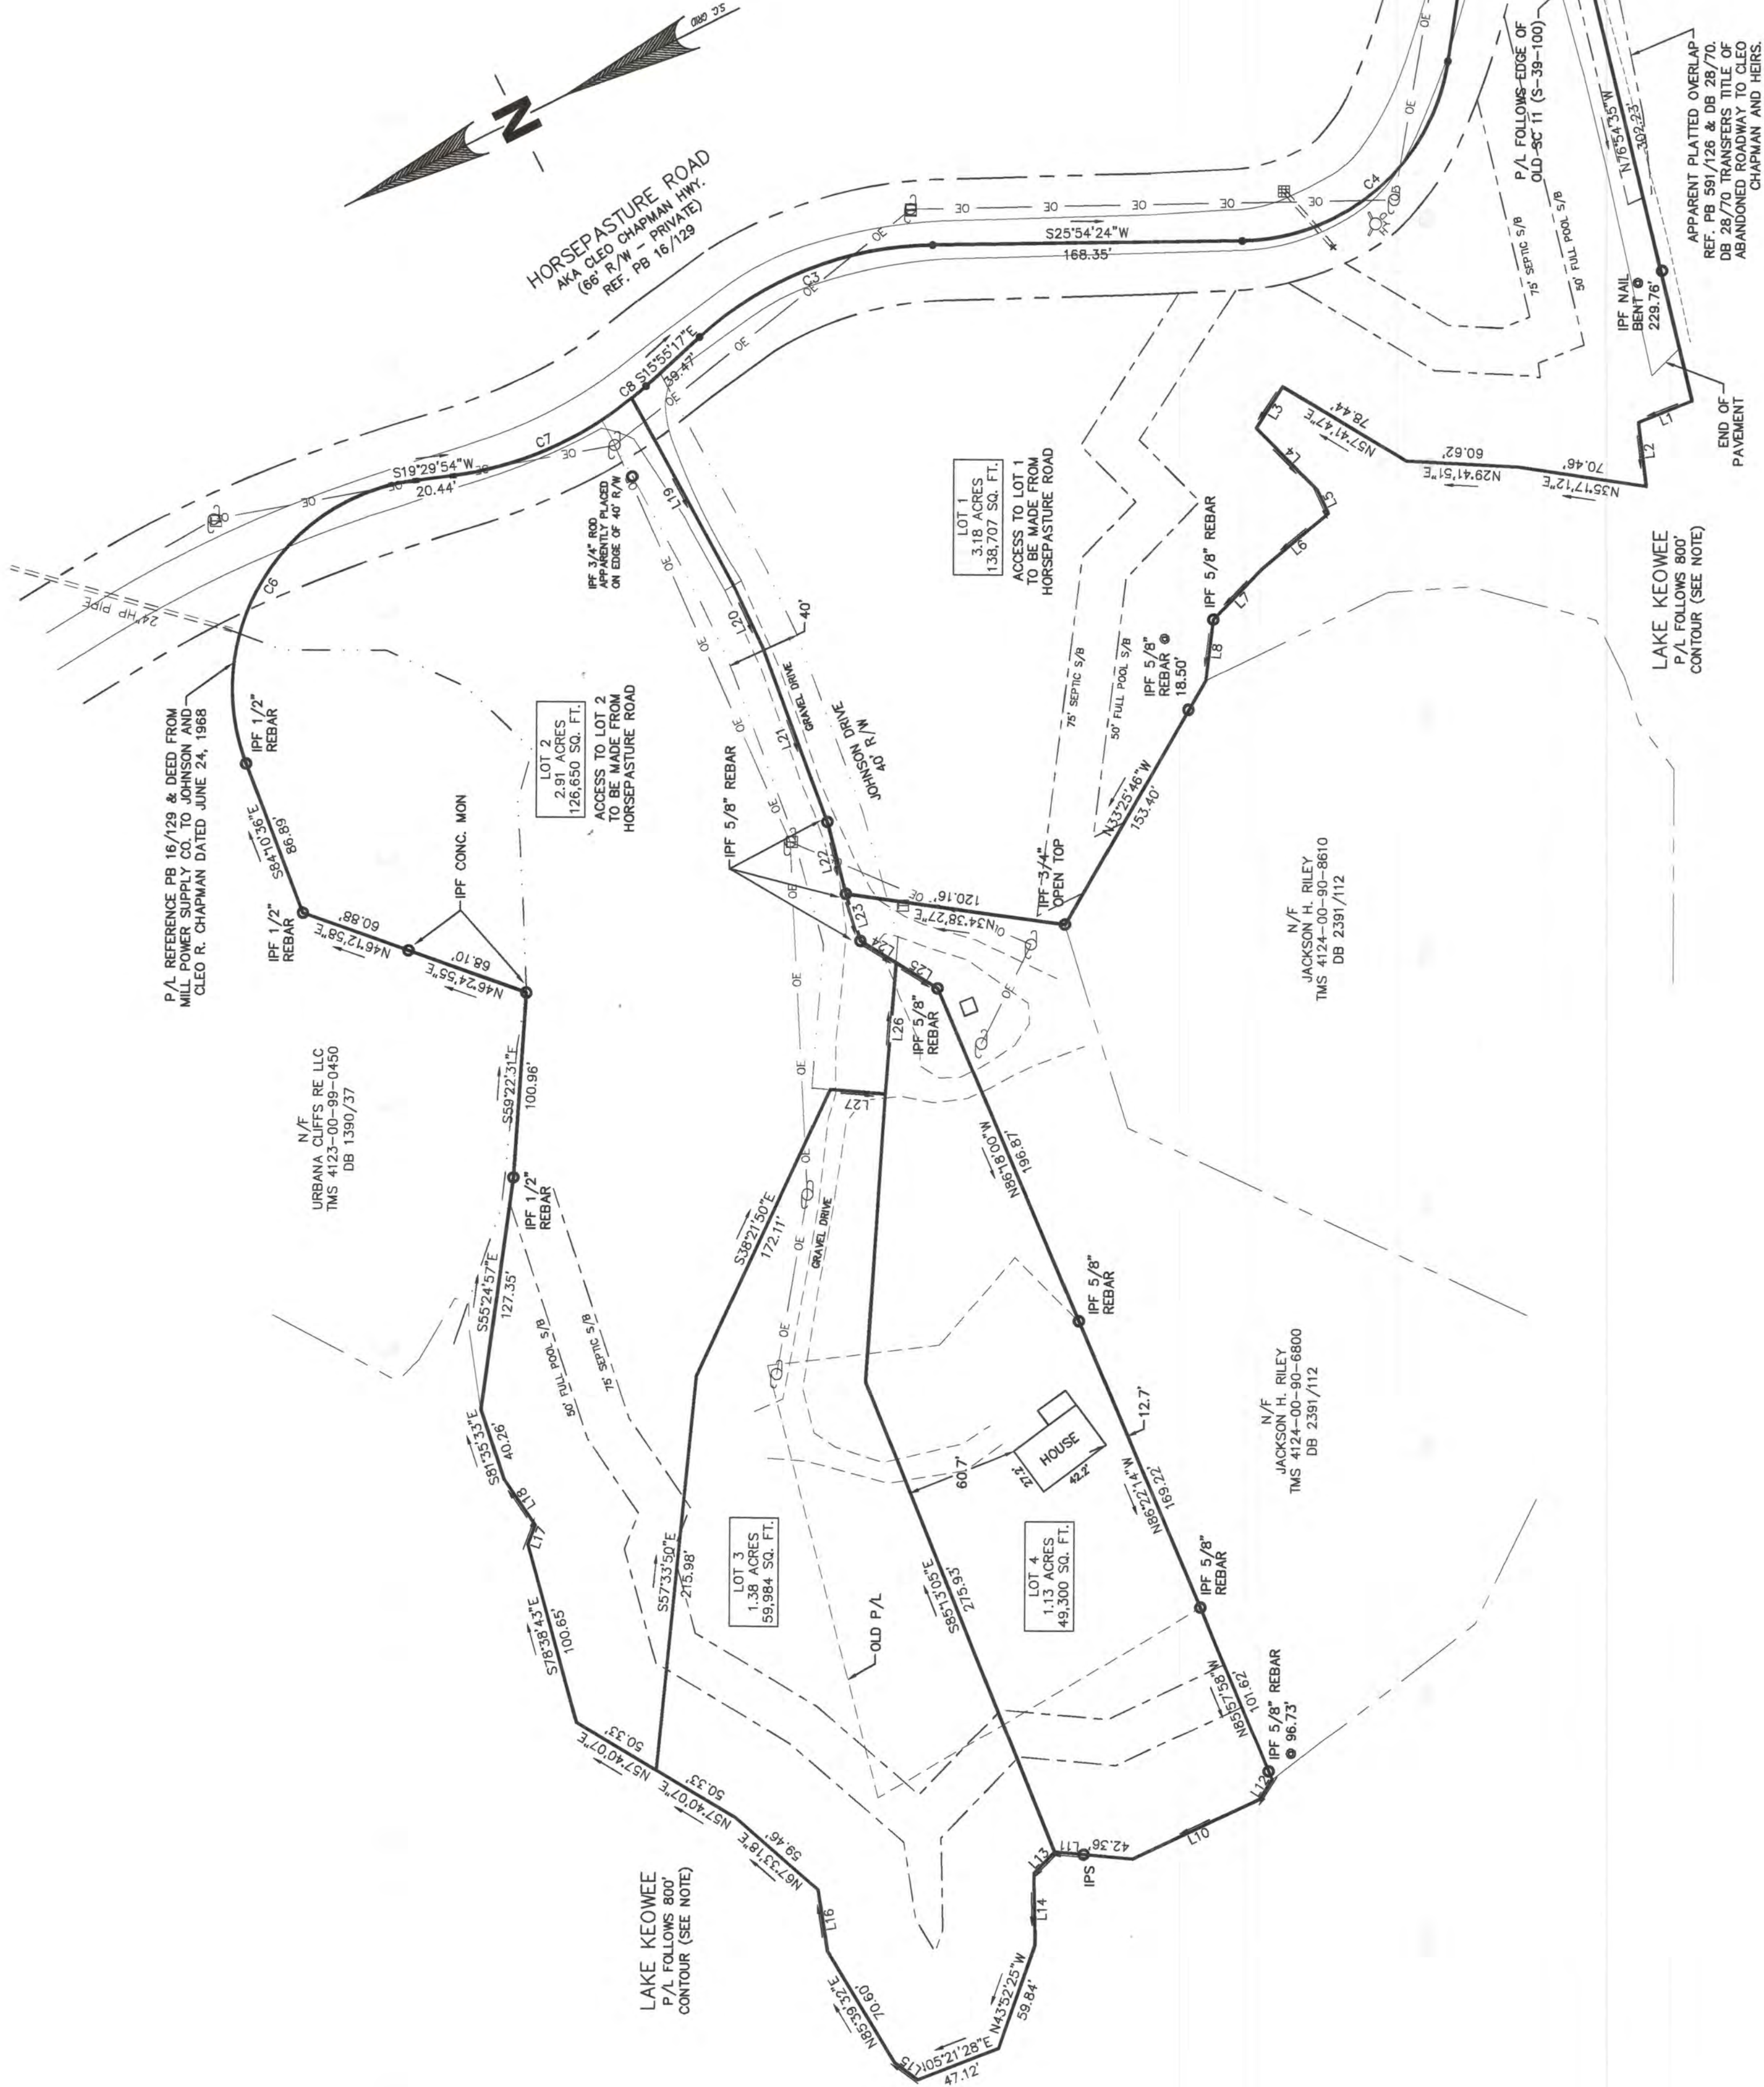 S.C. GRID
N
HORSEPASTURE ROAD
AKA CLEO CHAPMAN HWY.
(66' R/W - PRIVATE)
REF. PB 16/129
P/L FOLLOWS EDGE OF
OLD SC 11 (S-39-100)
APPARENT PLATTED OVERLAP
REF. PB 591/126 & DB 28/70.
DB 28/70 TRANSFERS TITLE OF
ABANDONED ROADWAY TO CLEO
CHAPMAN AND HEIRS.
N76°54'35"W
302.23'
IPF NAIL
BENT @
229.76'
END OF
PAVEMENT
75' SEPTIC S/B
50' FULL POOL S/B
C4
S25°54'24"W
168.35'
C3
S15°55'17"E
39.47'
C8
C7
S19°29'54"W
20.44'
C6
24" HP PIPE
OE
OE
OE
OE
OE
OE
OE
OE
OE
P/L REFERENCE PB 16/129 & DEED FROM
MILL POWER SUPPLY CO. TO JOHNSON AND
CLEO R. CHAPMAN DATED JUNE 24, 1968
IPF 1/2"
REBAR
S84°10'36"E
86.89'
IPF 1/2"
REBAR
N46°12'58"E
60.88'
IPF CONC. MON
N46°24'55"E
68.10'
S59°22'31"E
100.96'
IPF 1/2"
REBAR
S55°24'57"E
127.35'
S81°35'33"E
40.26'
L18
L17
S78°38'43"E
100.65'
N57°40'07"E
50.33'
N57°40'07"E
50.33'
N67°33'18"E
59.46'
L16
N85°39'32"E
70.60'
L15
N05°21'28"E
47.12'
N43°52'25"W
59.84'
L14
L13
L11
42.36'
IPS
L10
L12
IPF 5/8" REBAR
@ 96.73'
N85°57'58"W
101.62'
IPF 5/8"
REBAR
N86°22'14"W
169.22'
12.7'
IPF 5/8"
REBAR
N86°18'00"W
196.87'
IPF 5/8"
REBAR
IPF 3/4" ROD
APPARENTLY PLACED
ON EDGE OF 40' R/W
L19
L20
40'
L21
GRAVEL DRIVE
JOHNSON DRIVE
40' R/W
L22
L23
L24
L25
L26
L27
IPF 5/8" REBAR
LOT 2
2.91 ACRES
126,650 SQ. FT.
ACCESS TO LOT 2
TO BE MADE FROM
HORSEPASTURE ROAD
LOT 1
3.18 ACRES
138,707 SQ. FT.
ACCESS TO LOT 1
TO BE MADE FROM
HORSEPASTURE ROAD
75' SEPTIC S/B
50' FULL POOL S/B
IPF 5/8" REBAR
IPF 5/8"
REBAR @
18.50'
N33°25'46"W
153.40'
IPF 3/4"
OPEN TOP
N34°38'27"E
120.16'
L1
L2
N35°17'12"E
70.46'
N29°41'51"E
60.62'
N57°41'47"E
78.44'
L3
L4
L5
L6
L7
L8
LAKE KEOWEE
P/L FOLLOWS 800'
CONTOUR (SEE NOTE)
N/F
JACKSON H. RILEY
TMS 4124-00-90-8610
DB 2391/112
N/F
JACKSON H. RILEY
TMS 4124-00-90-6800
DB 2391/112
N/F
URBANA CLIFFS RE LLC
TMS 4123-00-99-0450
DB 1390/37
50' FULL POOL S/B
75' SEPTIC S/B
S38°21'50"E
172.11'
GRAVEL DRIVE
S57°33'50"E
215.98'
LOT 3
1.38 ACRES
59,984 SQ. FT.
OLD P/L
S85°13'05"E
275.93'
60.7'
HOUSE
27.2'
42.2'
LOT 4
1.13 ACRES
49,300 SQ. FT.
LAKE KEOWEE
P/L FOLLOWS 800'
CONTOUR (SEE NOTE)